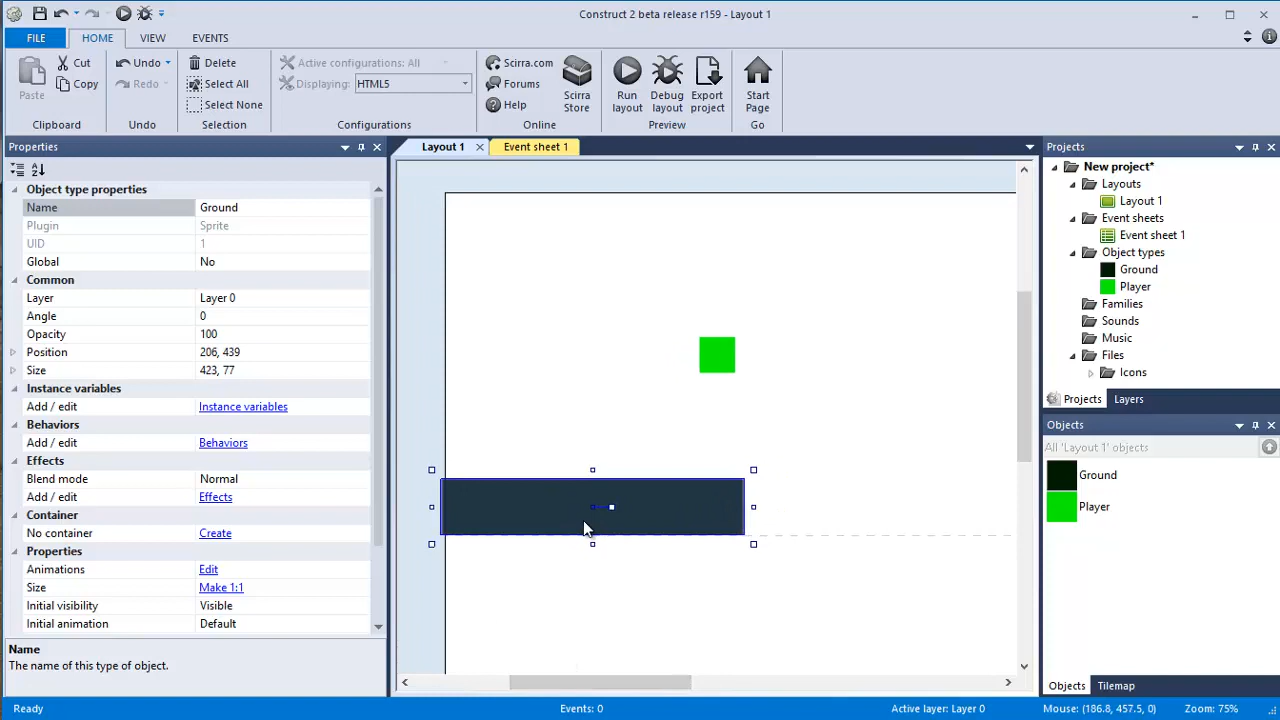 Construct 2 beta release r159 - Layout 1
FILE HOME VIEW EVENTS
Paste Cut Copy Clipboard
Undo Redo Undo
Delete Select All Select None Selection
Active configurations: All
Displaying: HTML5
Configurations
Scirra.com Forums Help Scirra Store Online
Run layout Debug layout Export project Preview
Start Page Go
Properties
Object type properties
Name Ground
Plugin Sprite
UID 1
Global No
Common
Layer Layer 0
Angle 0
Opacity 100
Position 206, 439
Size 423, 77
Instance variables
Add / edit Instance variables
Behaviors
Add / edit Behaviors
Effects
Blend mode Normal
Add / edit Effects
Container
No container Create
Properties
Animations Edit
Size Make 1:1
Initial visibility Visible
Initial animation Default
Name
The name of this type of object.
Layout 1 Event sheet 1
Projects
New project*
Layouts
Layout 1
Event sheets
Event sheet 1
Object types
Ground
Player
Families
Sounds
Music
Files
Icons
Projects Layers
Objects
All 'Layout 1' objects
Ground
Player
Objects Tilemap
Ready Events: 0 Active layer: Layer 0 Mouse: (186.8, 457.5, 0) Zoom: 75%